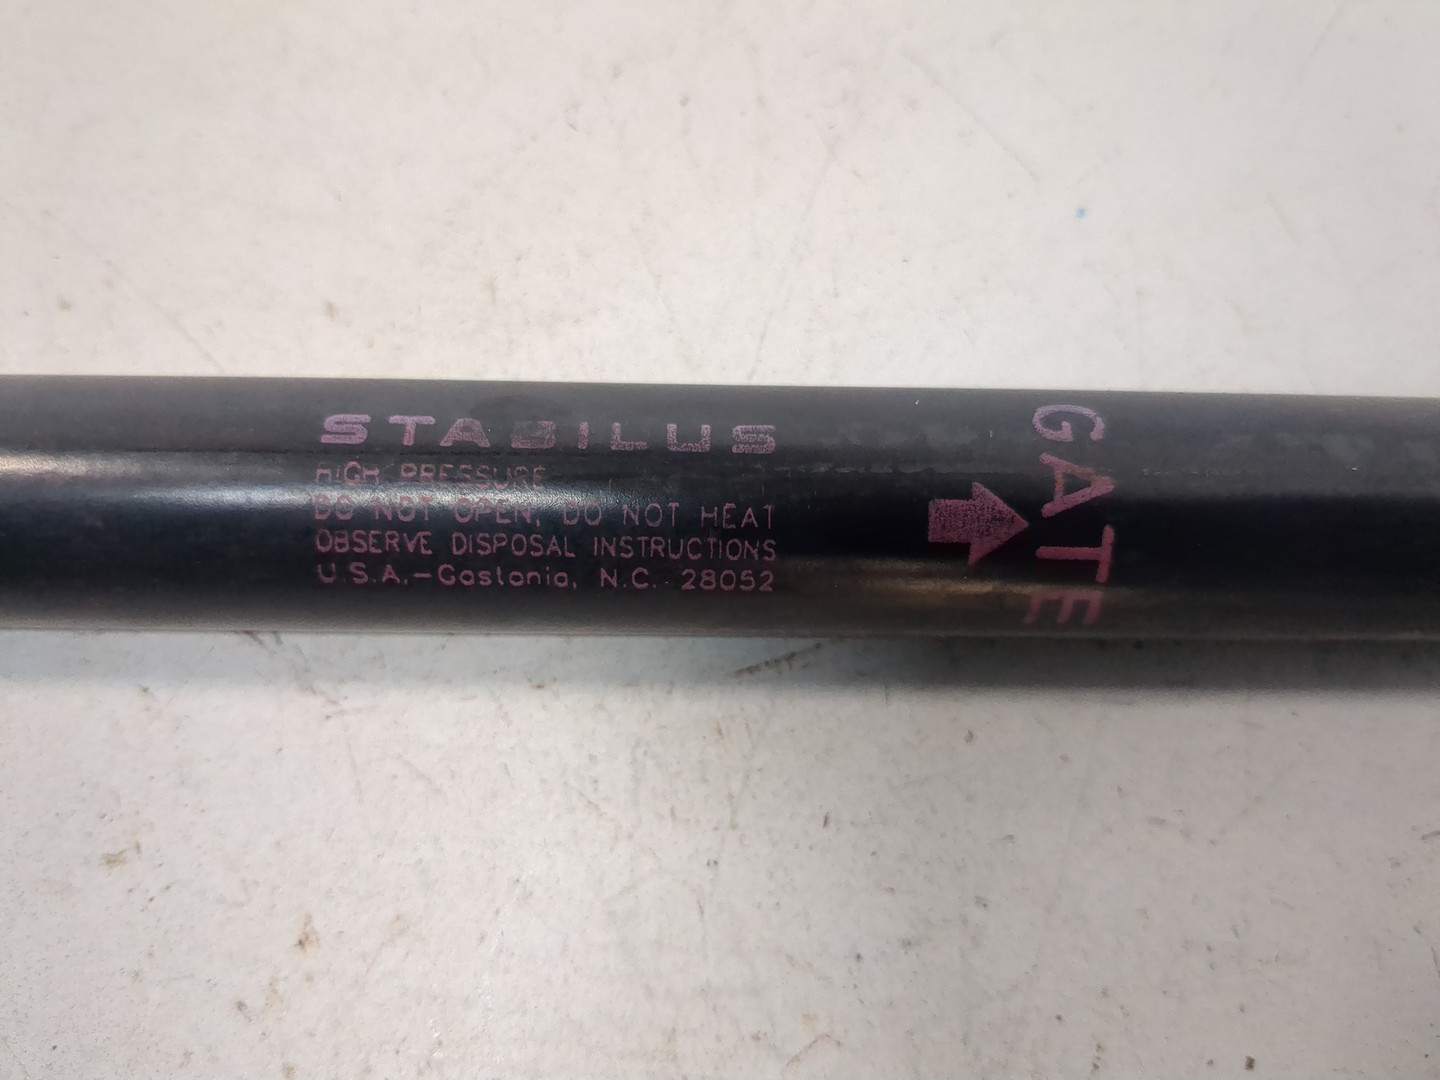 STABILUS
HIGH PRESSURE
DO NOT OPEN, DO NOT HEAT
OBSERVE DISPOSAL INSTRUCTIONS
U.S.A.-Gastonia, N.C. 28052
GATE